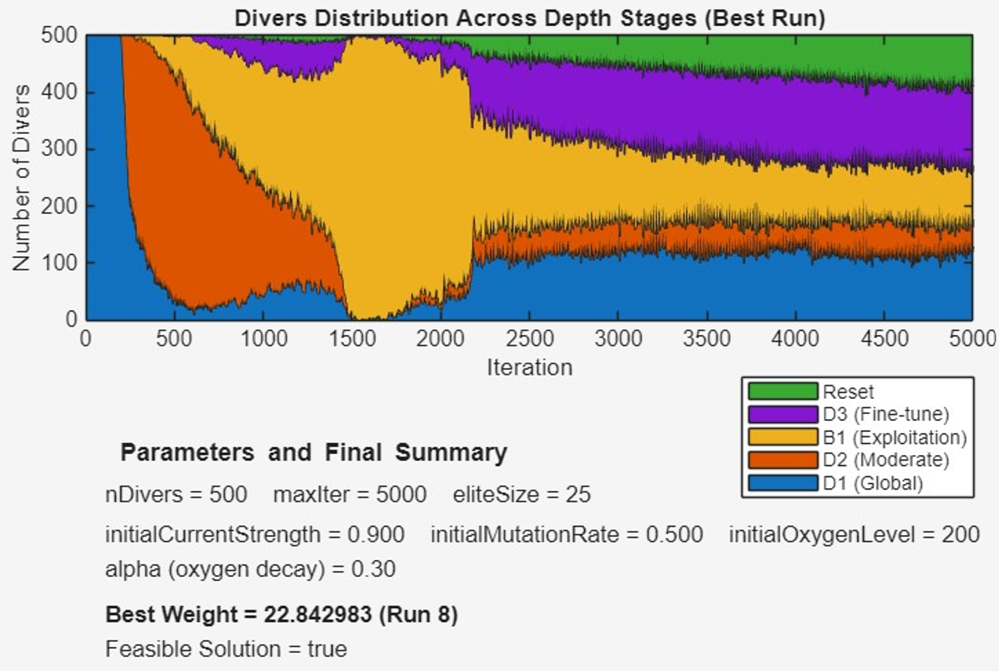 Divers Distribution Across Depth Stages (Best Run)
500
400
300
200
100
0
Number of Divers
0 500 1000 1500 2000 2500 3000 3500 4000 4500 5000
Iteration
Reset
D3 (Fine-tune)
B1 (Exploitation)
D2 (Moderate)
D1 (Global)
Parameters and Final Summary
nDivers = 500 maxIter = 5000 eliteSize = 25
initialCurrentStrength = 0.900 initialMutationRate = 0.500 initialOxygenLevel = 200
alpha (oxygen decay) = 0.30
Best Weight = 22.842983 (Run 8)
Feasible Solution = true